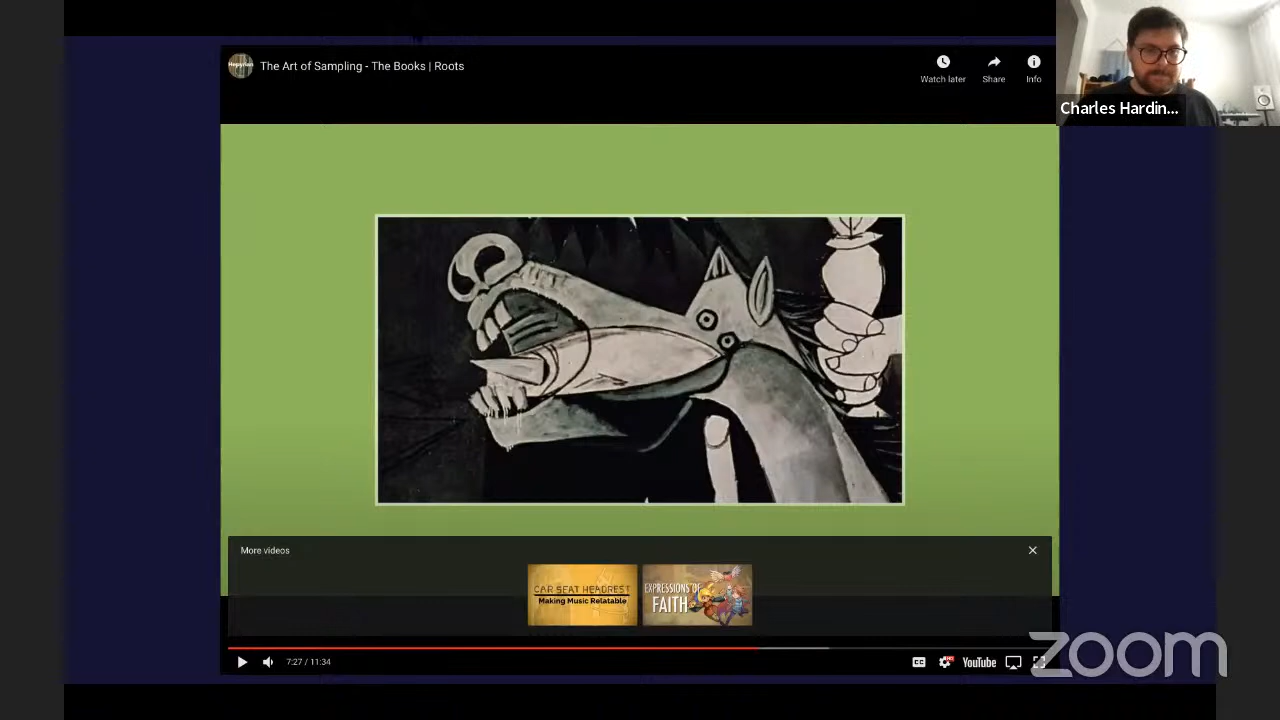 The Art of Sampling - The Books | Roots
Watch later
Share
Info
Charles Hardin...
More videos
CAR SEAT HEADREST
Making Music Relatable
EXPRESSIONS OF
FAITH
7:27 / 11:34
CC
YouTube
zoom